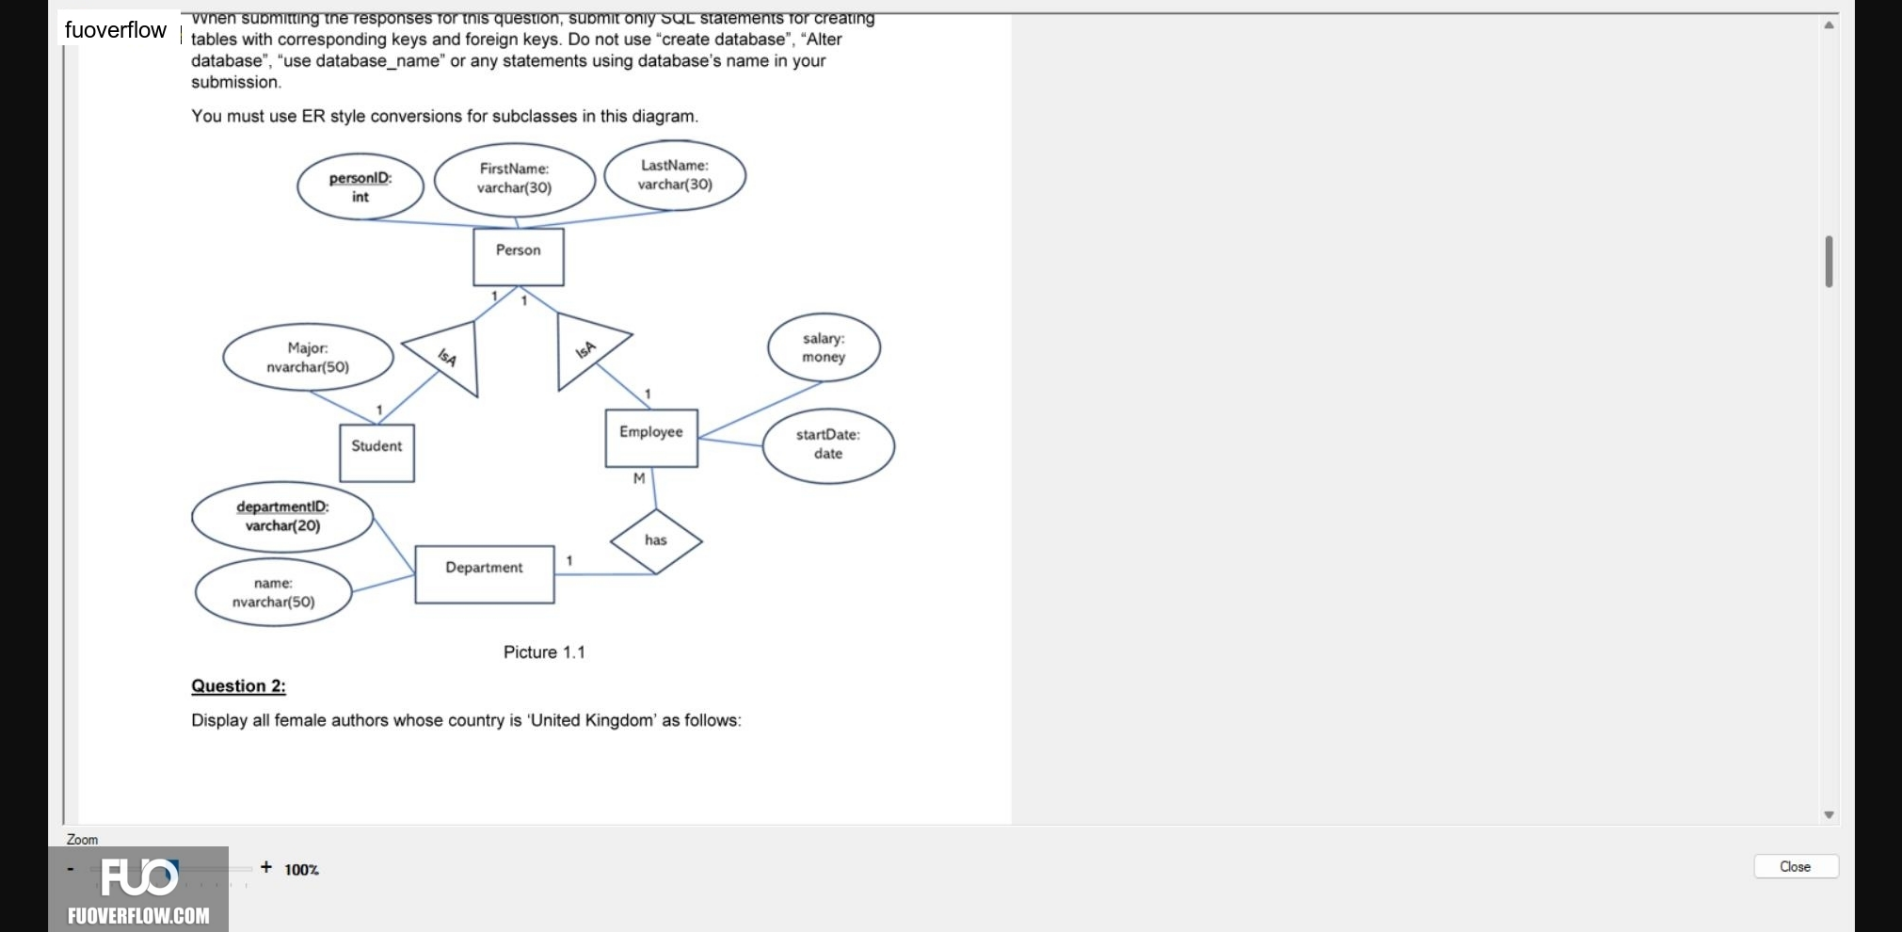 fuoverflow
When submitting the responses for this question, submit only SQL statements for creating
tables with corresponding keys and foreign keys. Do not use “create database”, “Alter
database”, “use database_name” or any statements using database’s name in your
submission.
You must use ER style conversions for subclasses in this diagram.
personID:
int
FirstName:
varchar(30)
LastName:
varchar(30)
Person
1
1
Major:
nvarchar(50)
IsA
IsA
salary:
money
1
1
Student
Employee
startDate:
date
M
departmentID:
varchar(20)
has
Department
1
name:
nvarchar(50)
Picture 1.1
Question 2:
Display all female authors whose country is ‘United Kingdom’ as follows:
Zoom
- + 100%
Close
FUO
FUOVERFLOW.COM